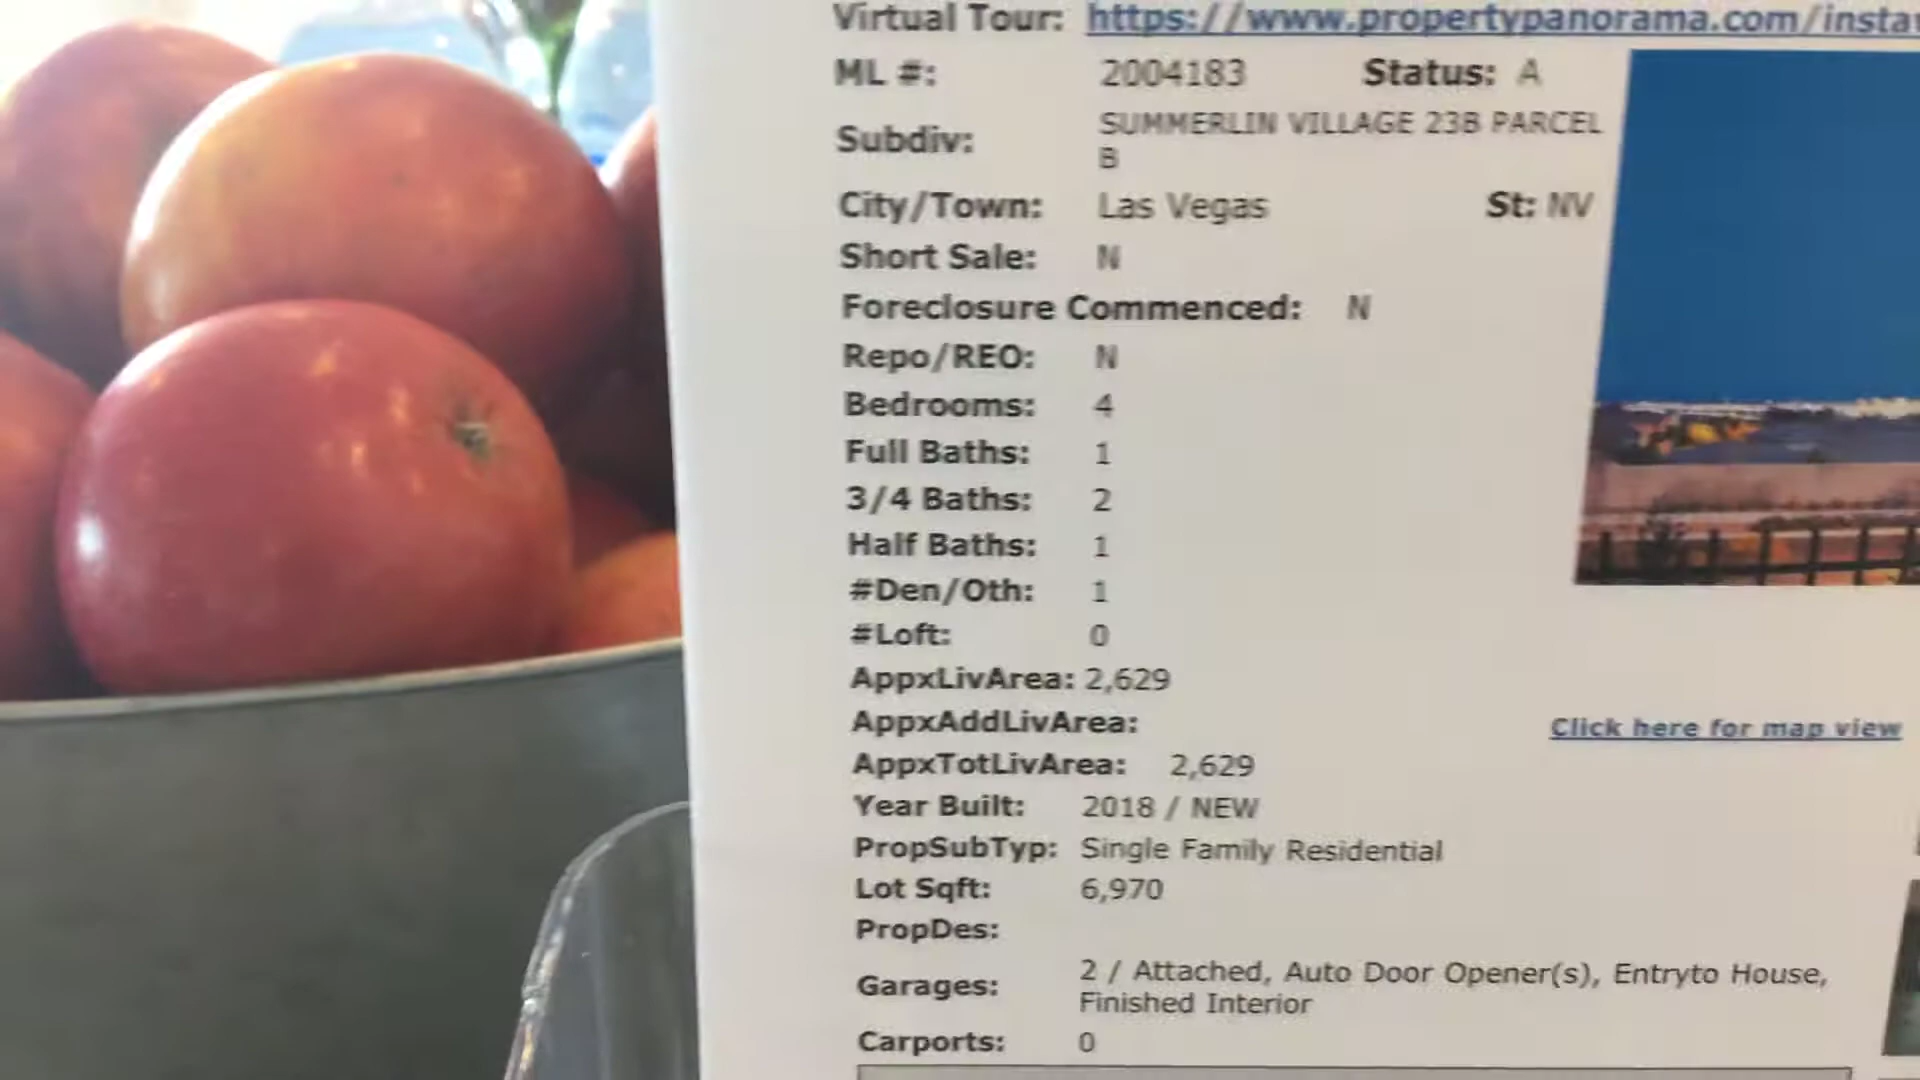 Virtual Tour: https://www.propertypanorama.com/insta
ML #: 2004183 Status: A
Subdiv: SUMMERLIN VILLAGE 23B PARCEL
B
City/Town: Las Vegas St: NV
Short Sale: N
Foreclosure Commenced: N
Repo/REO: N
Bedrooms: 4
Full Baths: 1
3/4 Baths: 2
Half Baths: 1
#Den/Oth: 1
#Loft: 0
AppxLivArea: 2,629
AppxAddLivArea:
Click here for map view
AppxTotLivArea: 2,629
Year Built: 2018 / NEW
PropSubTyp: Single Family Residential
Lot Sqft: 6,970
PropDes:
Garages: 2 / Attached, Auto Door Opener(s), Entryto House,
Finished Interior
Carports: 0